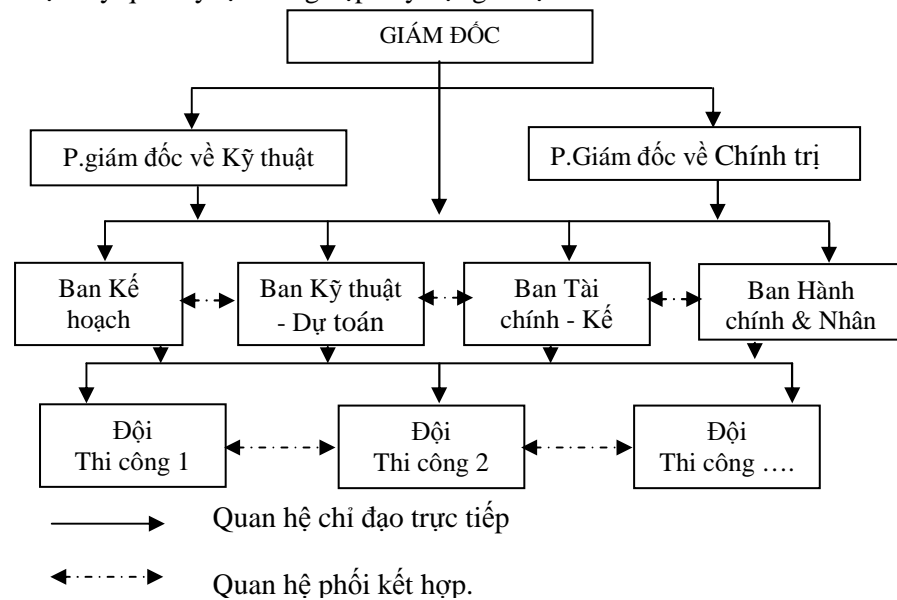 GIÁM ĐỐC
P.giám đốc về Kỹ thuật
P.Giám đốc về Chính trị
Ban Kế
hoạch
Ban Kỹ thuật
- Dự toán
Ban Tài
chính - Kế
Ban Hành
chính & Nhân
Đội
Thi công 1
Đội
Thi công 2
Đội
Thi công ….
Quan hệ chỉ đạo trực tiếp
Quan hệ phối kết hợp.